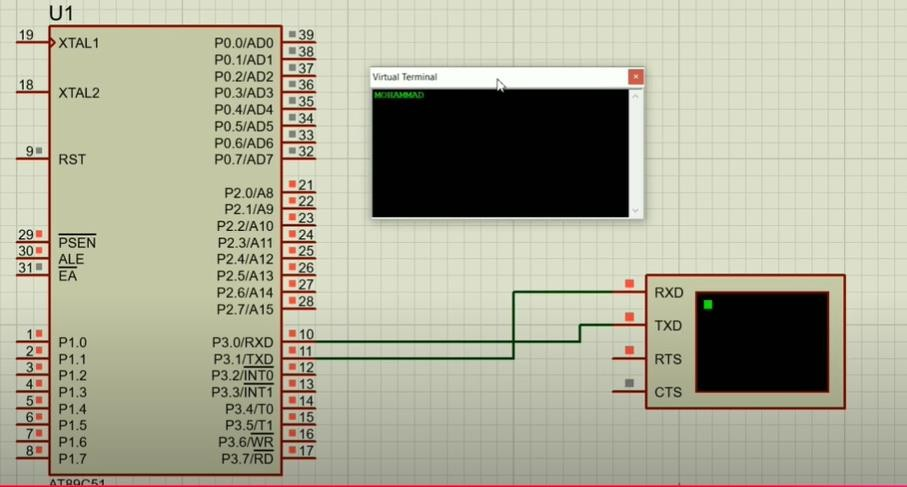 U1
19 XTAL1
18 XTAL2
9 RST
29 PSEN
30 ALE
31 EA
1 P1.0
2 P1.1
3 P1.2
4 P1.3
5 P1.4
6 P1.5
7 P1.6
8 P1.7
P0.0/AD0 39
P0.1/AD1 38
P0.2/AD2 37
P0.3/AD3 36
P0.4/AD4 35
P0.5/AD5 34
P0.6/AD6 33
P0.7/AD7 32
P2.0/A8 21
P2.1/A9 22
P2.2/A10 23
P2.3/A11 24
P2.4/A12 25
P2.5/A13 26
P2.6/A14 27
P2.7/A15 28
P3.0/RXD 10
P3.1/TXD 11
P3.2/INT0 12
P3.3/INT1 13
P3.4/T0 14
P3.5/T1 15
P3.6/WR 16
P3.7/RD 17
AT89C51
Virtual Terminal
MOHAMMAD
RXD
TXD
RTS
CTS